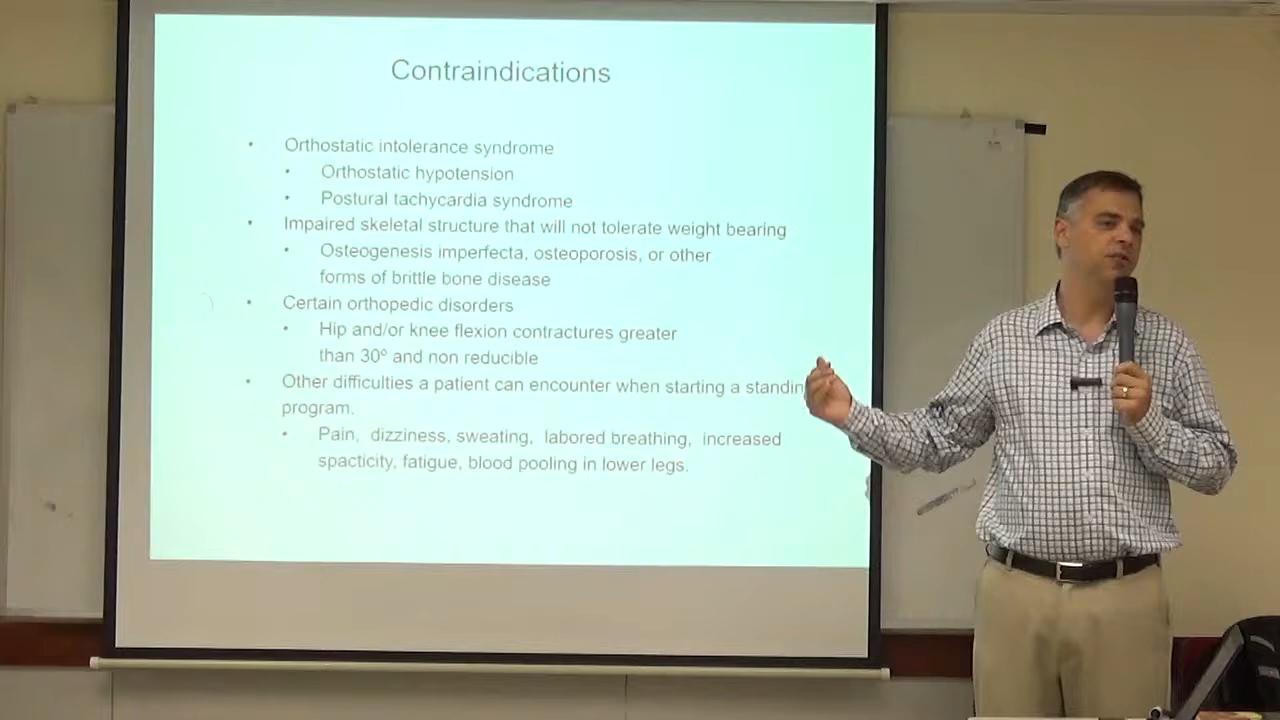 Contraindications
• Orthostatic intolerance syndrome
• Orthostatic hypotension
• Postural tachycardia syndrome
• Impaired skeletal structure that will not tolerate weight bearing
• Osteogenesis imperfecta, osteoporosis, or other
forms of brittle bone disease
• Certain orthopedic disorders
• Hip and/or knee flexion contractures greater
than 30º and non reducible
• Other difficulties a patient can encounter when starting a standin
program.
• Pain, dizziness, sweating, labored breathing, increased
spacticity, fatigue, blood pooling in lower legs.